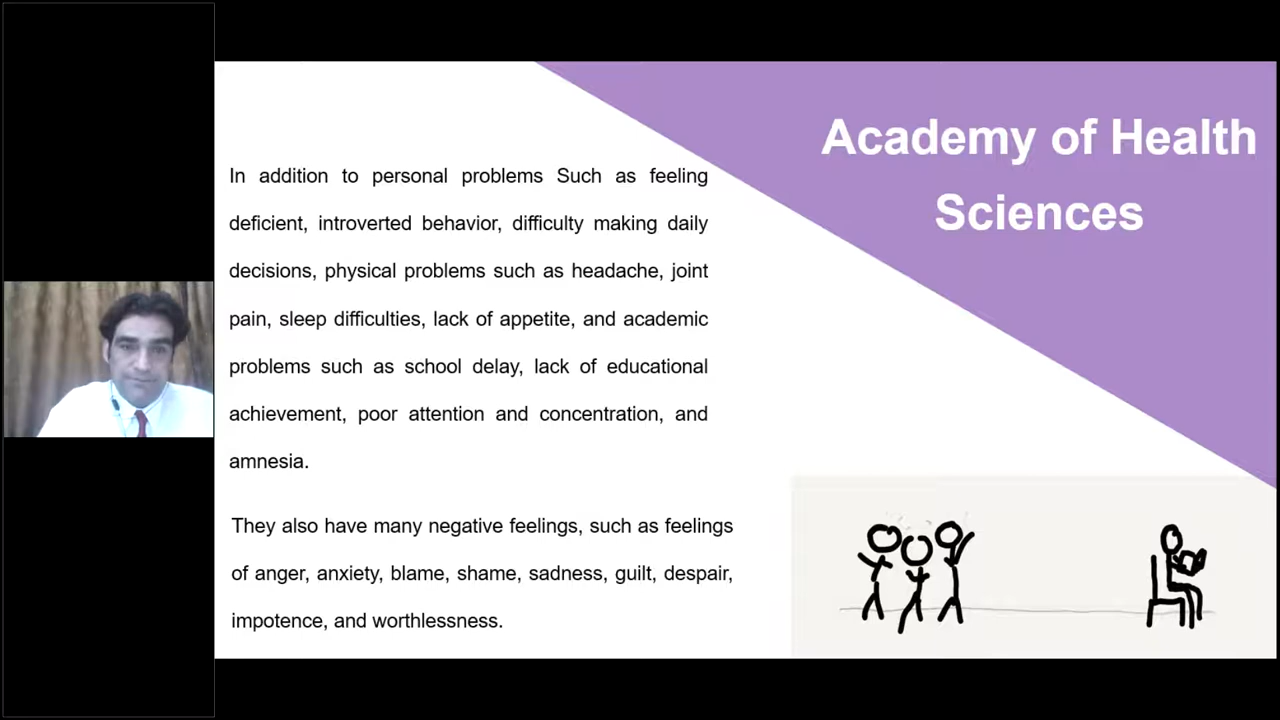 Academy of Health
Sciences
In addition to personal problems Such as feeling
deficient, introverted behavior, difficulty making daily
decisions, physical problems such as headache, joint
pain, sleep difficulties, lack of appetite, and academic
problems such as school delay, lack of educational
achievement, poor attention and concentration, and
amnesia.
They also have many negative feelings, such as feelings
of anger, anxiety, blame, shame, sadness, guilt, despair,
impotence, and worthlessness.